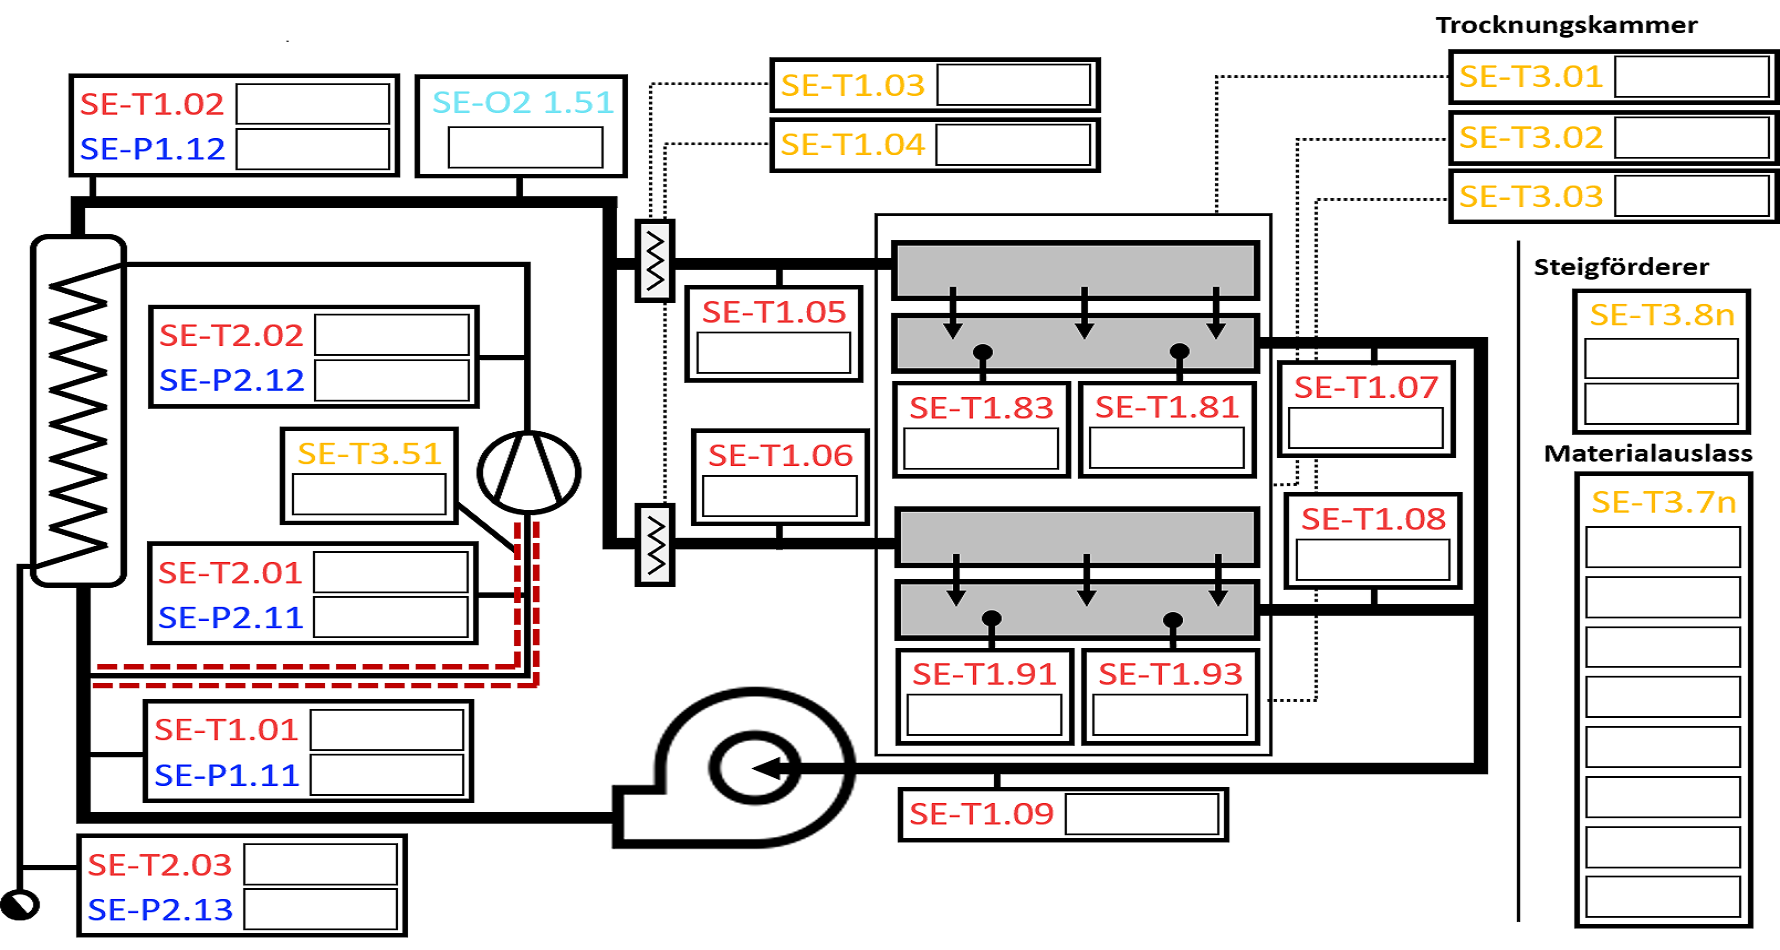 Trocknungskammer
SE-T1.02
SE-P1.12
SE-O2 1.51
SE-T1.03
SE-T1.04
SE-T3.01
SE-T3.02
SE-T3.03
Steigförderer
SE-T3.8n
Materialauslass
SE-T3.7n
SE-T2.02
SE-P2.12
SE-T1.05
SE-T1.83
SE-T1.81
SE-T1.07
SE-T3.51
SE-T1.06
SE-T1.08
SE-T2.01
SE-P2.11
SE-T1.91
SE-T1.93
SE-T1.01
SE-P1.11
SE-T1.09
SE-T2.03
SE-P2.13